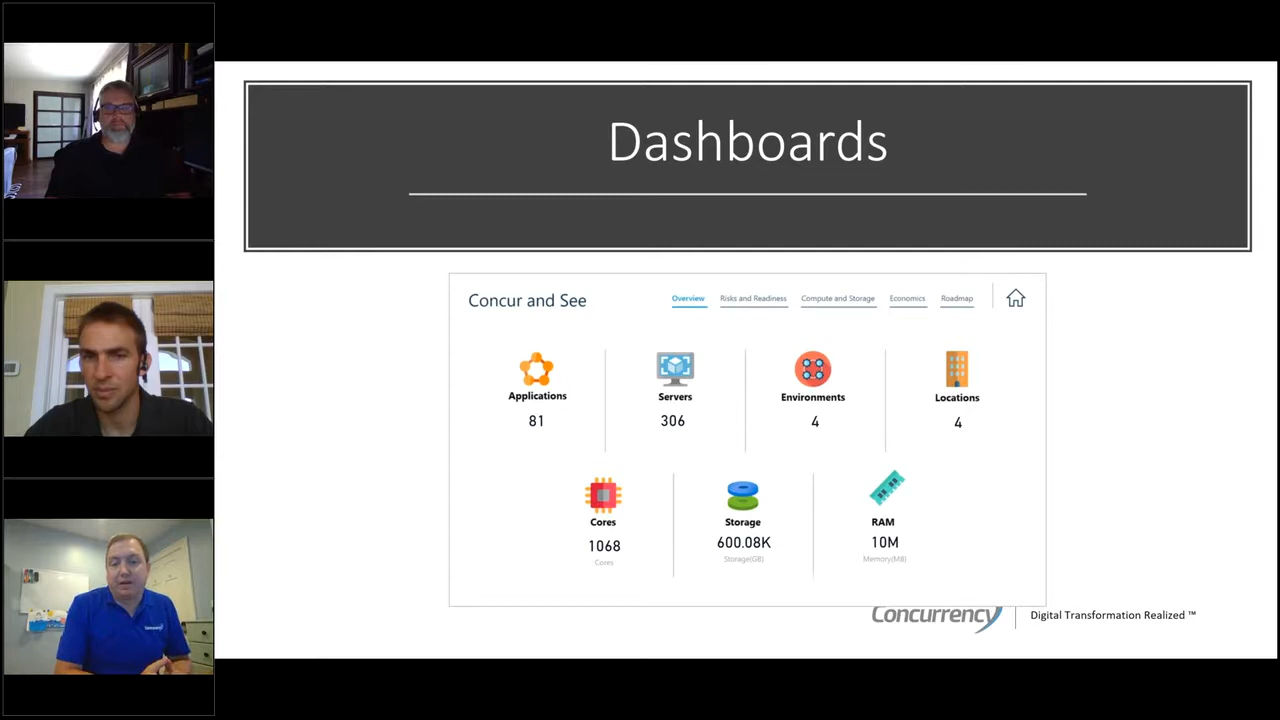 Dashboards
Concur and See
Overview
Risks and Readiness
Compute and Storage
Economics
Roadmap
Applications
81
Servers
306
Environments
4
Locations
4
Cores
1068
Cores
Storage
600.08K
Storage(GB)
RAM
10M
Memory(MB)
Concurrency
Digital Transformation Realized ™